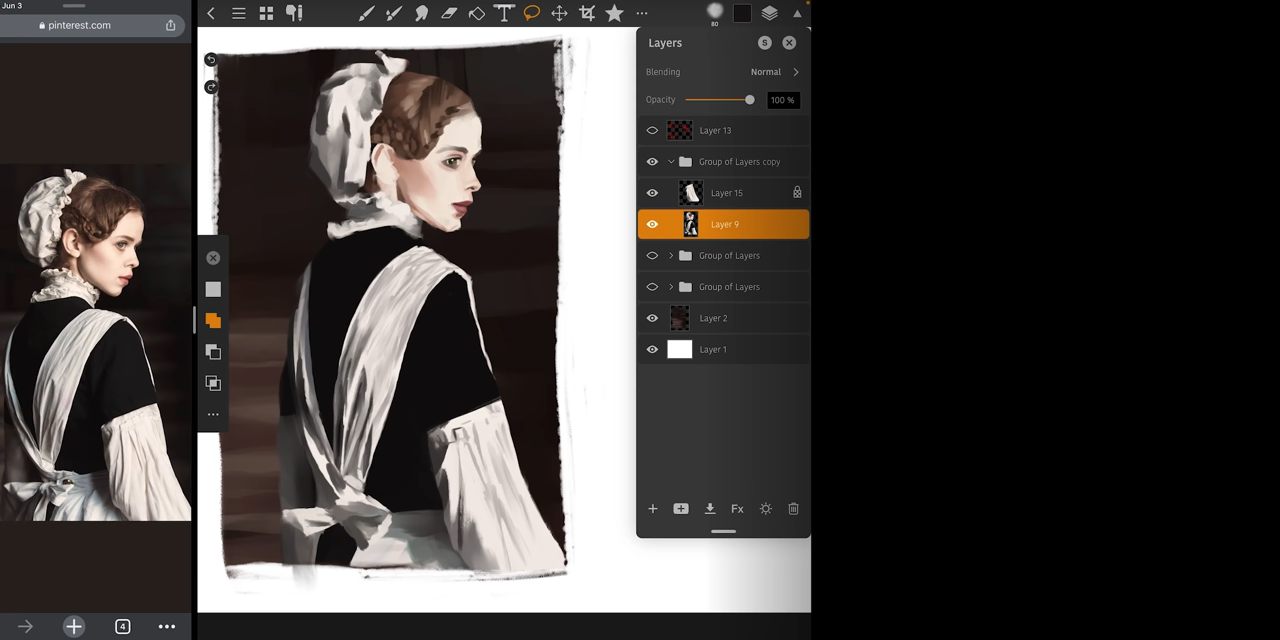 Jun 3
pinterest.com
80
Layers
S
Blending
Normal
Opacity
100 %
Layer 13
Group of Layers copy
Layer 15
Layer 9
Group of Layers
Group of Layers
Layer 2
Layer 1
Fx
4